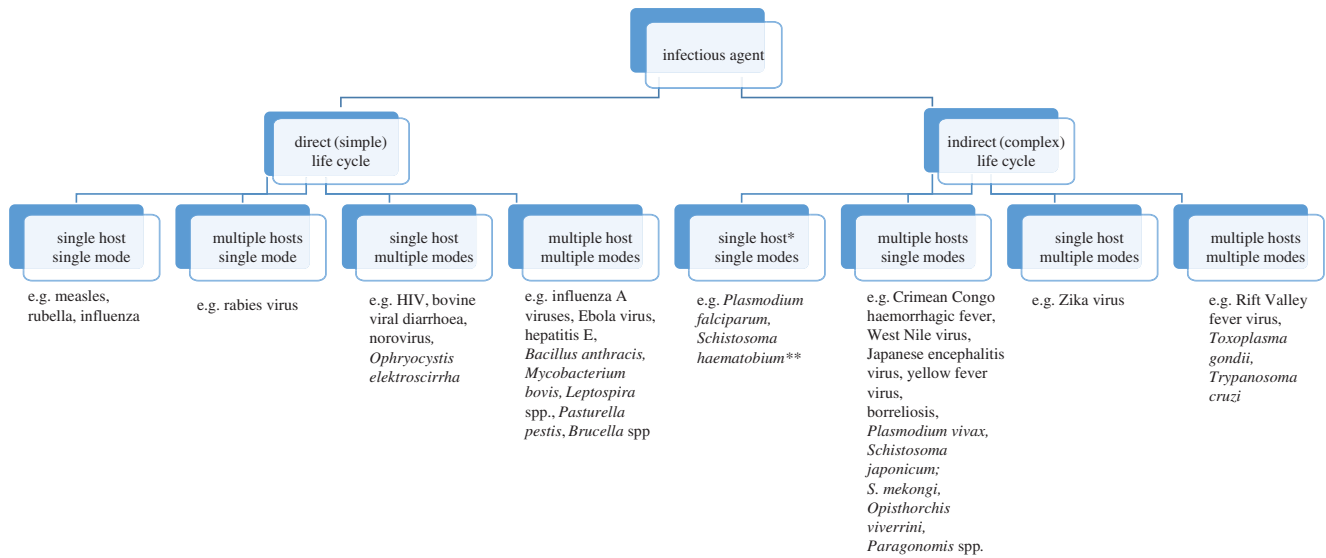 infectious agent
direct (simple)
life cycle
indirect (complex)
life cycle
single host
single mode
multiple hosts
single mode
single host
multiple modes
multiple host
multiple modes
single host*
single modes
multiple hosts
single modes
single host
multiple modes
multiple hosts
multiple modes
e.g. measles,
rubella, influenza
e.g. rabies virus
e.g. HIV, bovine
viral diarrhoea,
norovirus,
Ophryocystis
elektroscirrha
e.g. influenza A
viruses, Ebola virus,
hepatitis E,
Bacillus anthracis,
Mycobacterium
bovis, Leptospira
spp., Pasturella
pestis, Brucella spp
e.g. Plasmodium
falciparum,
Schistosoma
haematobium**
e.g. Crimean Congo
haemorrhagic fever,
West Nile virus,
Japanese encephalitis
virus, yellow fever
virus,
borreliosis,
Plasmodium vivax,
Schistosoma
japonicum;
S. mekongi,
Opisthorchis
viverrini,
Paragonomis spp.
e.g. Zika virus
e.g. Rift Valley
fever virus,
Toxoplasma
gondii,
Trypanosoma
cruzi